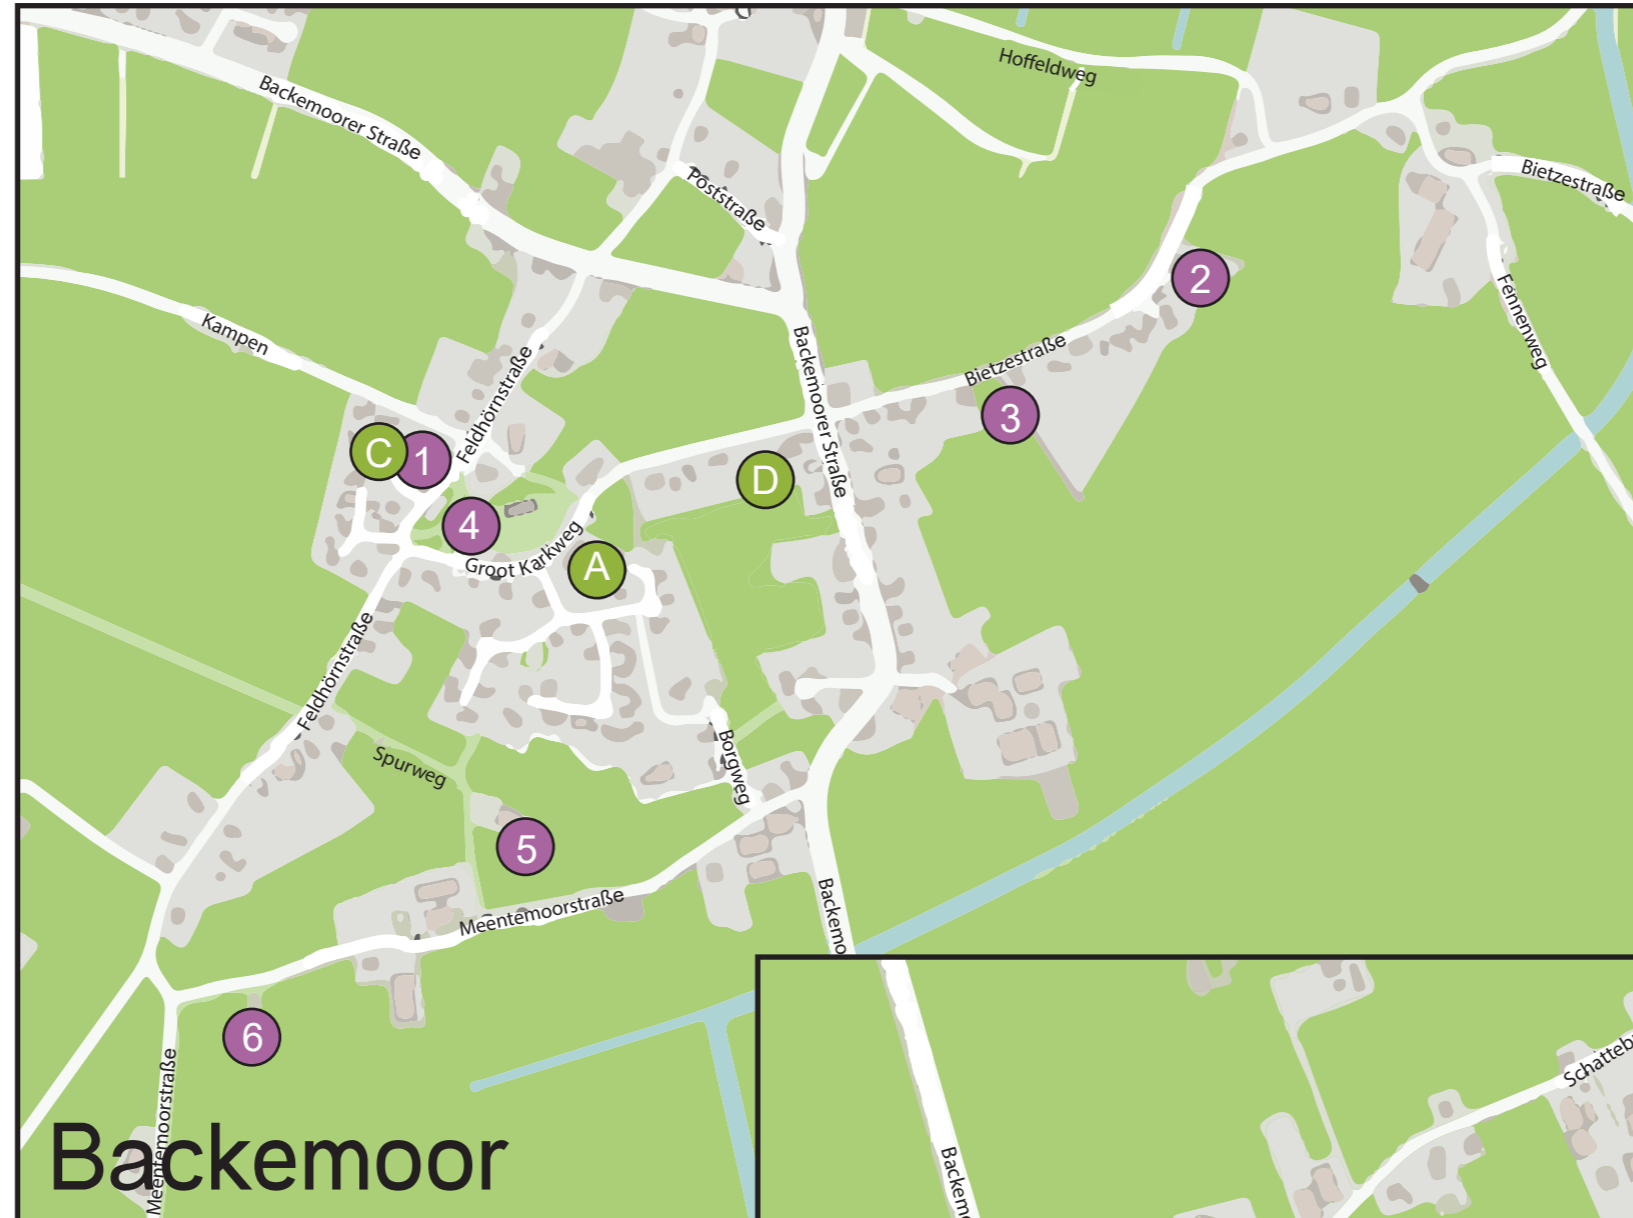 Hoffeldweg
Backemoorer Straße
Poststraße
Bietzestraße
2
Fennenweg
Kampen
Feldhörnstraße
Backemoorer Straße
Bietzestraße
3
C
1
D
4
Groot Karkweg
A
Feldhörnstraße
Spurweg
Borgweg
5
Meentemoorstraße
Backemo
6
Meentemoorstraße
Backemoor
Backemo
Schatteb